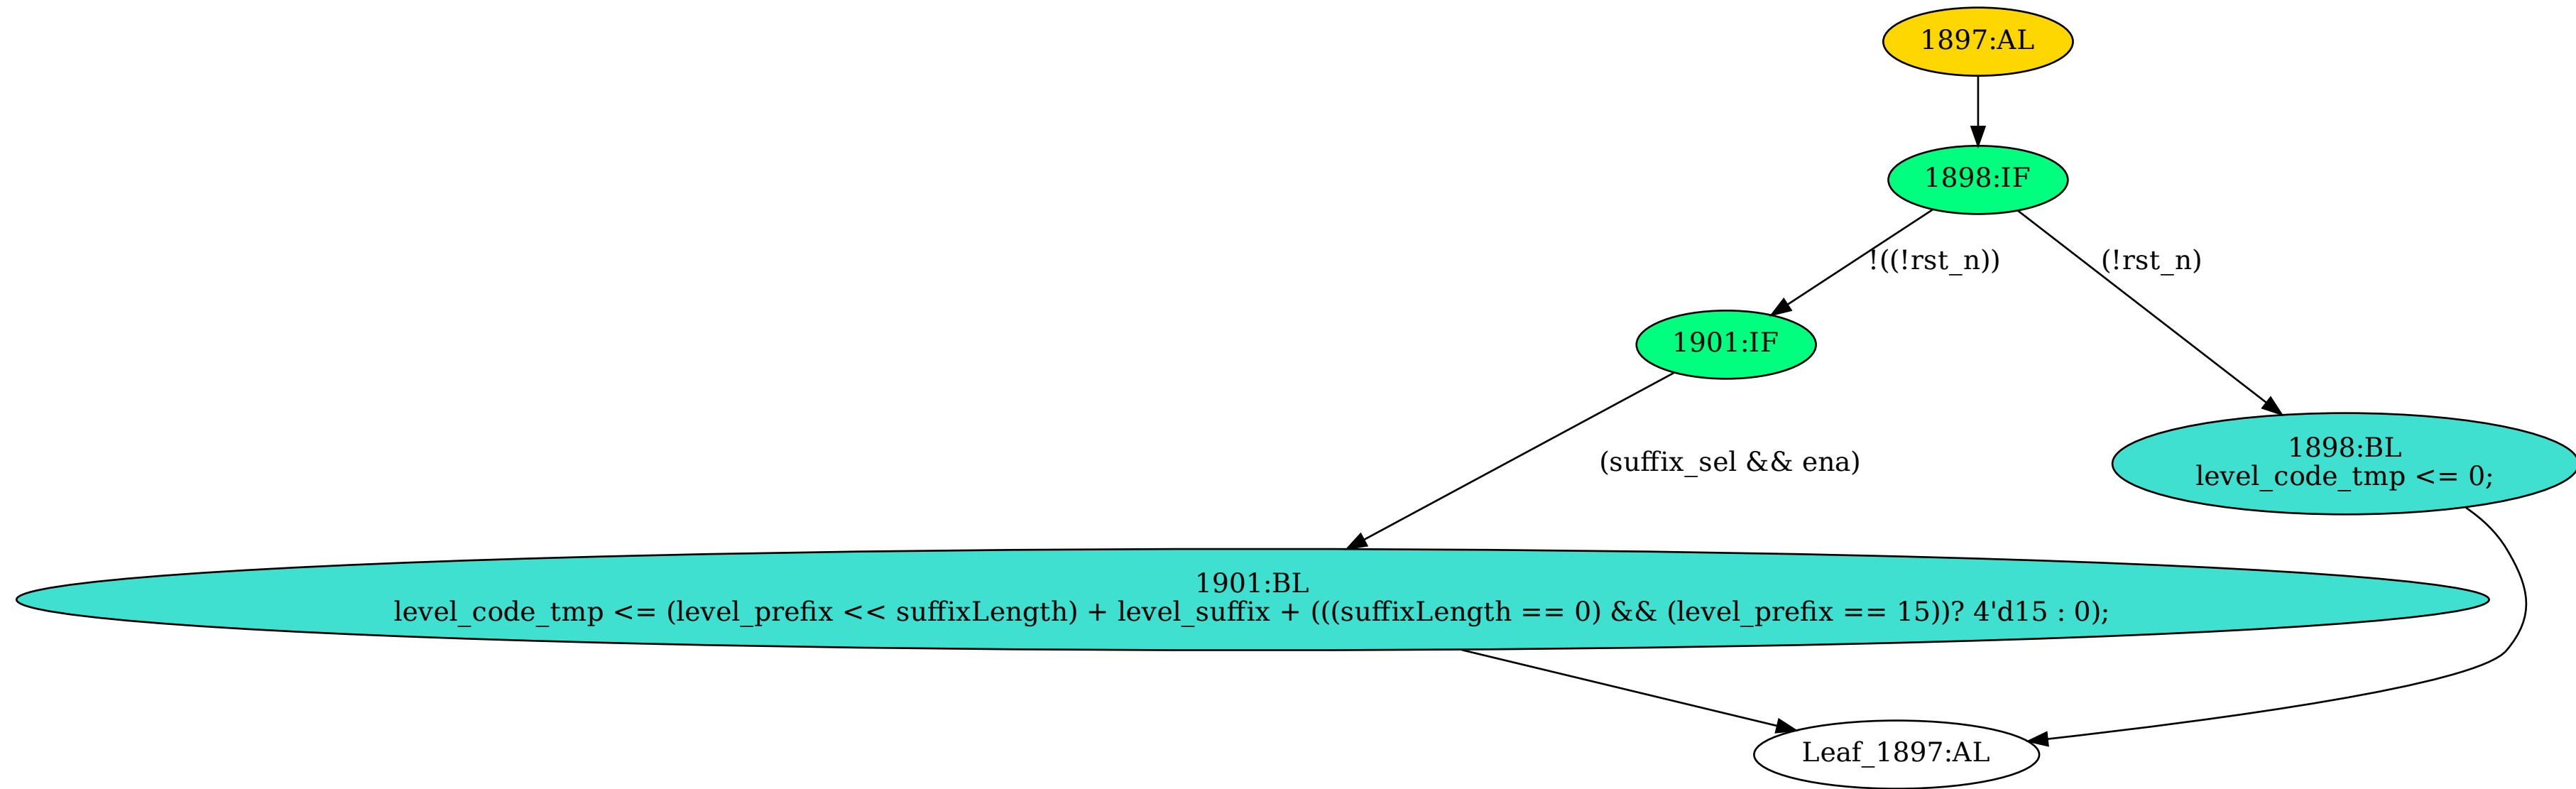 1897:AL
1898:IF
!((!rst_n))
(!rst_n)
1901:IF
(suffix_sel && ena)
1898:BL
level_code_tmp <= 0;
1901:BL
level_code_tmp <= (level_prefix << suffixLength) + level_suffix + (((suffixLength == 0) && (level_prefix == 15))? 4'd15 : 0);
Leaf_1897:AL